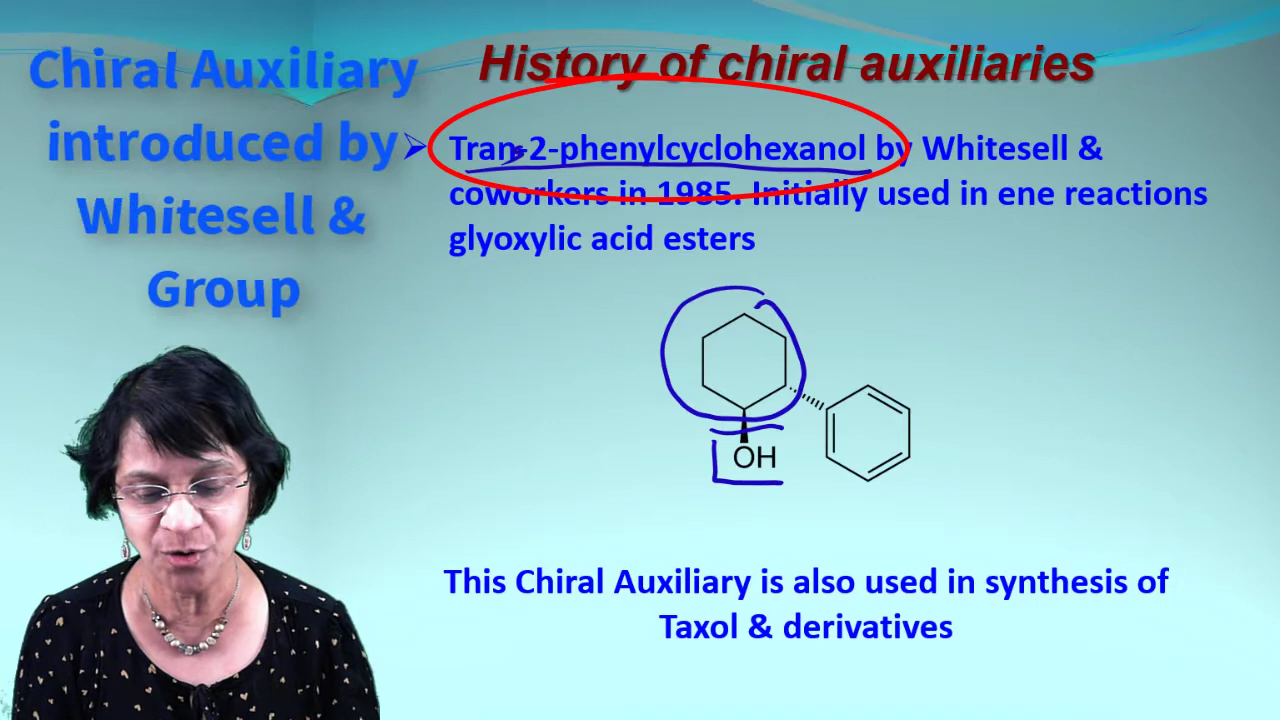 Chiral Auxiliary
introduced by
Whitesell &
Group
History of chiral auxiliaries
➢ Trans-2-phenylcyclohexanol by Whitesell &
coworkers in 1985. Initially used in ene reactions
glyoxylic acid esters
OH
This Chiral Auxiliary is also used in synthesis of
Taxol & derivatives